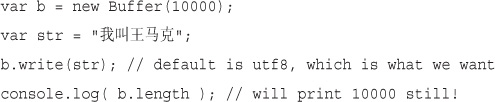 var b = new Buffer(10000);
var str = "我叫王马克";
b.write(str); // default is utf8, which is what we want
console.log( b.length ); // will print 10000 still!